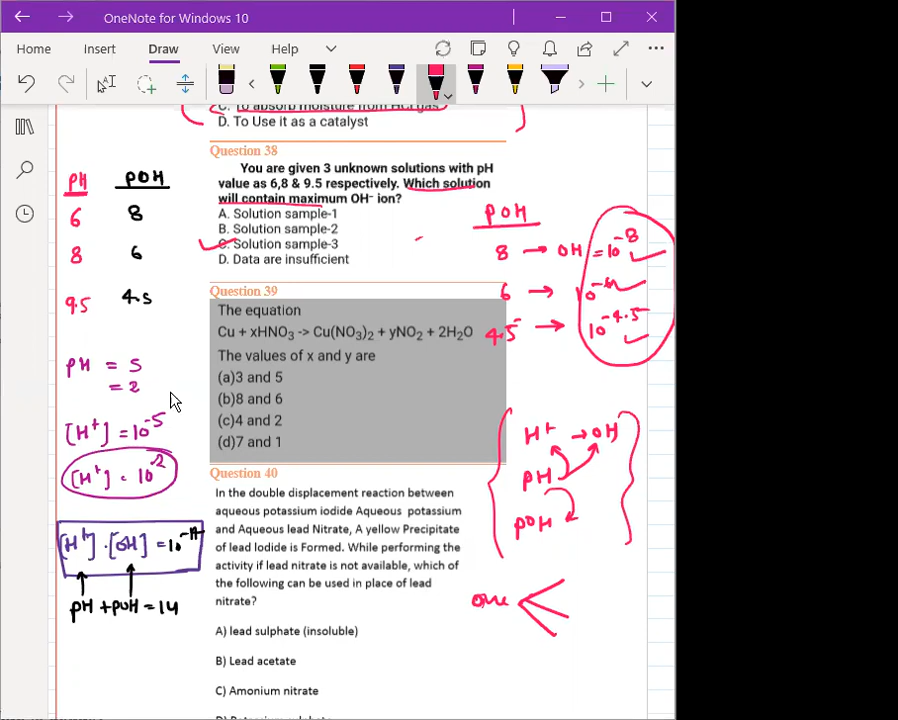 OneNote for Windows 10
Home Insert Draw View Help
C. To absorb moisture from HCl gas
D. To Use it as a catalyst
Question 38
You are given 3 unknown solutions with pH
value as 6,8 & 9.5 respectively. Which solution
will contain maximum OH⁻ ion?
A. Solution sample-1
B. Solution sample-2
C. Solution sample-3
D. Data are insufficient
Question 39
The equation
Cu + xHNO3 -> Cu(NO3)2 + yNO2 + 2H2O
The values of x and y are
(a)3 and 5
(b)8 and 6
(c)4 and 2
(d)7 and 1
Question 40
In the double displacement reaction between
aqueous potassium iodide Aqueous potassium
and Aqueous lead Nitrate, A yellow Precipitate
of lead Iodide is Formed. While performing the
activity if lead nitrate is not available, which of
the following can be used in place of lead
nitrate?
A) lead sulphate (insoluble)
B) Lead acetate
C) Amonium nitrate
D) Potassium sulphate
PH POH
6 8
8 6
9.5 4.5
pH = 5
= 2
[H+] = 10⁻⁵
[H+] = 10⁻²
[H+] . [OH] = 10⁻¹⁴
pH + pOH = 14
POH
8 → OH = 10⁻⁸
6 →
4.5 → 10⁻⁴·⁵
H+ → OH
pH
pOH